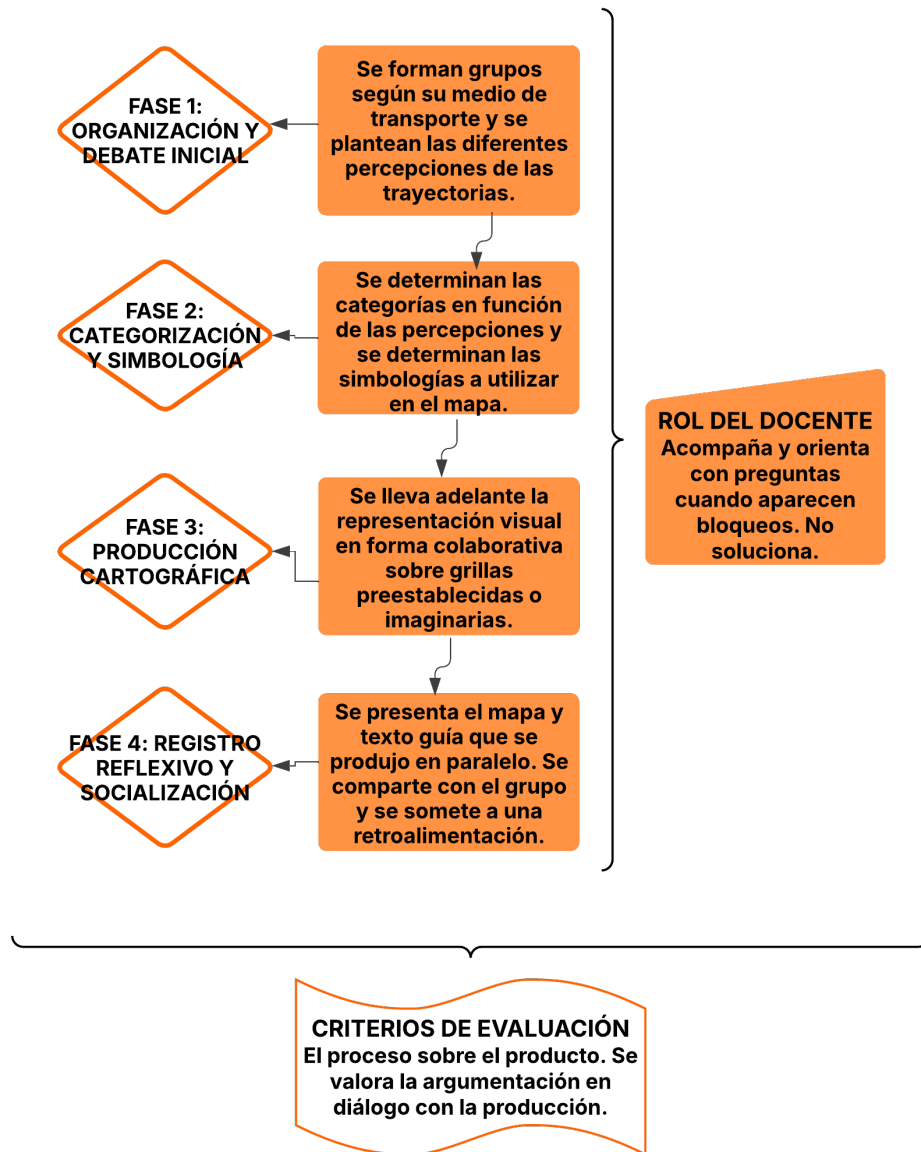 FASE 1:
ORGANIZACIÓN Y
DEBATE INICIAL
Se forman grupos
según su medio de
transporte y se
plantean las diferentes
percepciones de las
trayectorias.
FASE 2:
CATEGORIZACIÓN
Y SIMBOLOGÍA
Se determinan las
categorías en función
de las percepciones y
se determinan las
simbologías a utilizar
en el mapa.
FASE 3:
PRODUCCIÓN
CARTOGRÁFICA
Se lleva adelante la
representación visual
en forma colaborativa
sobre grillas
preestablecidas o
imaginarias.
FASE 4: REGISTRO
REFLEXIVO Y
SOCIALIZACIÓN
Se presenta el mapa y
texto guía que se
produjo en paralelo. Se
comparte con el grupo
y se somete a una
retroalimentación.
ROL DEL DOCENTE
Acompaña y orienta
con preguntas
cuando aparecen
bloqueos. No
soluciona.
CRITERIOS DE EVALUACIÓN
El proceso sobre el producto. Se
valora la argumentación en
diálogo con la producción.